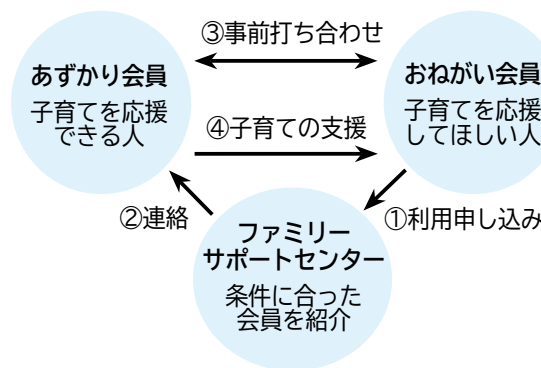 ③事前打ち合わせ
あずかり会員
子育てを応援
できる人
おねがい会員
子育てを応援
してほしい人
④子育ての支援
②連絡
①利用申し込み
ファミリー
サポートセンター
条件に合った
会員を紹介